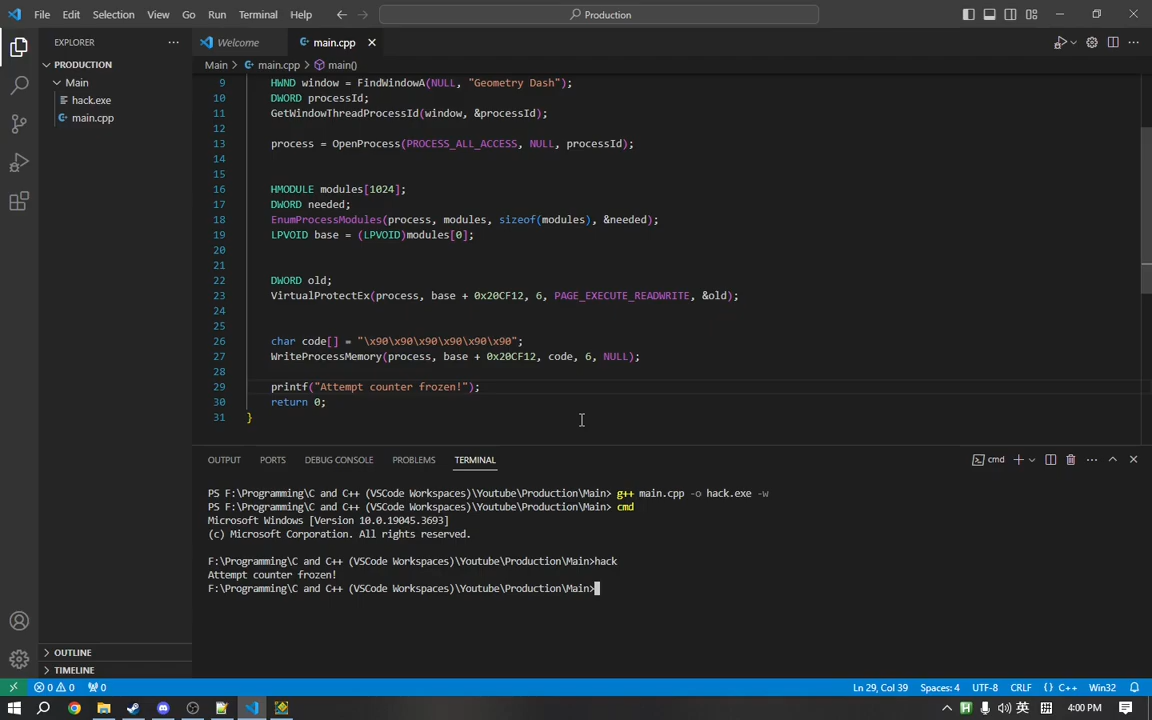 File Edit Selection View Go Run Terminal Help
Production
EXPLORER
Welcome
main.cpp
PRODUCTION
Main > main.cpp > main()
Main
hack.exe
main.cpp
9 HWND window = FindWindowA(NULL, "Geometry Dash");
10 DWORD processId;
11 GetWindowThreadProcessId(window, &processId);
12
13 process = OpenProcess(PROCESS_ALL_ACCESS, NULL, processId);
14
15
16 HMODULE modules[1024];
17 DWORD needed;
18 EnumProcessModules(process, modules, sizeof(modules), &needed);
19 LPVOID base = (LPVOID)modules[0];
20
21
22 DWORD old;
23 VirtualProtectEx(process, base + 0x20CF12, 6, PAGE_EXECUTE_READWRITE, &old);
24
25
26 char code[] = "\x90\x90\x90\x90\x90\x90";
27 WriteProcessMemory(process, base + 0x20CF12, code, 6, NULL);
28
29 printf("Attempt counter frozen!");
30 return 0;
31 }
OUTPUT PORTS DEBUG CONSOLE PROBLEMS TERMINAL
cmd
PS F:\Programming\C and C++ (VSCode Workspaces)\Youtube\Production\Main> g++ main.cpp -o hack.exe -w
PS F:\Programming\C and C++ (VSCode Workspaces)\Youtube\Production\Main> cmd
Microsoft Windows [Version 10.0.19045.3693]
(c) Microsoft Corporation. All rights reserved.
F:\Programming\C and C++ (VSCode Workspaces)\Youtube\Production\Main>hack
Attempt counter frozen!
F:\Programming\C and C++ (VSCode Workspaces)\Youtube\Production\Main>
OUTLINE
TIMELINE
0 0 0
Ln 29, Col 39 Spaces: 4 UTF-8 CRLF {} C++ Win32
英 4:00 PM